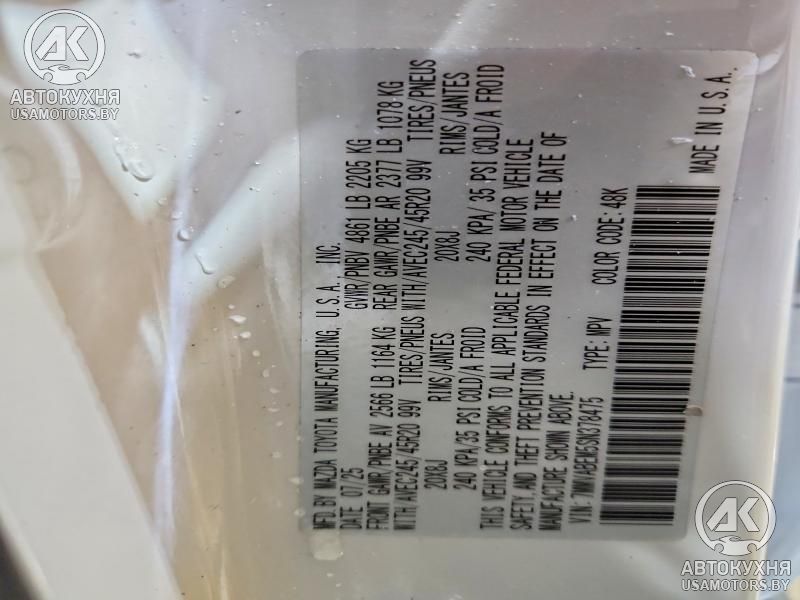 AK
АВТОКУХНЯ
USAMOTORS.BY
MFD. BY MAZDA TOYOTA MANUFACTURING, U.S.A., INC.
DATE 07/25 GVWR/PNBV 4861 LB 2205 KG
FRONT GAWR/PNBE AV 2566 LB 1164 KG REAR GAWR/PNBE AR 2377 LB 1078 KG
WITH/AVEC245/45R20 99V TIRES/PNEUS WITH/AVEC245/45R20 99V TIRES/PNEUS
20X8J RIMS/JANTES 20X8J RIMS/JANTES
240 KPA/35 PSI COLD/A FROID 240 KPA/35 PSI COLD/A FROID
THIS VEHICLE CONFORMS TO ALL APPLICABLE FEDERAL MOTOR VEHICLE
SAFETY, AND THEFT PREVENTION STANDARDS IN EFFECT ON THE DATE OF
MANUFACTURE SHOWN ABOVE.
VIN: 7MMVABEM5SN378475 TYPE: MPV COLOR CODE: 48K
MADE IN U.S.A.
AK
АВТОКУХНЯ
USAMOTORS.BY